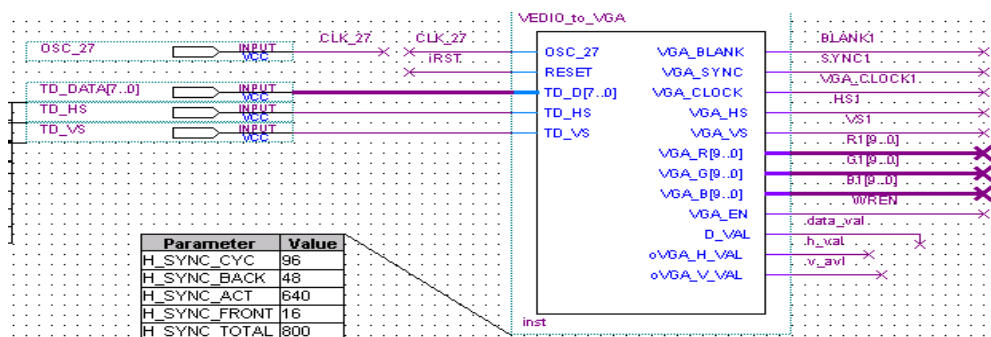 VEDIO_to_VGA
OSC_27 INPUT VCC CLK_27 CLK_27 OSC_27 VGA_BLANK BLANK1
iRST RESET VGA_SYNC SYNC1
TD_DATA[7..0] INPUT VCC TD_D[7..0] VGA_CLOCK VGA_CLOCK1
TD_HS INPUT VCC TD_HS VGA_HS HS1
TD_VS INPUT VCC TD_VS VGA_VS VS1
VGA_R[9..0] R1[9..0]
VGA_G[9..0] G1[9..0]
VGA_B[9..0] B1[9..0]
VGA_EN WREN
D_VAL data_val
oVGA_H_VAL h_val
oVGA_V_VAL v_avl
inst
Parameter Value
H_SYNC_CYC 96
H_SYNC_BACK 48
H_SYNC_ACT 640
H_SYNC_FRONT 16
H_SYNC_TOTAL 800